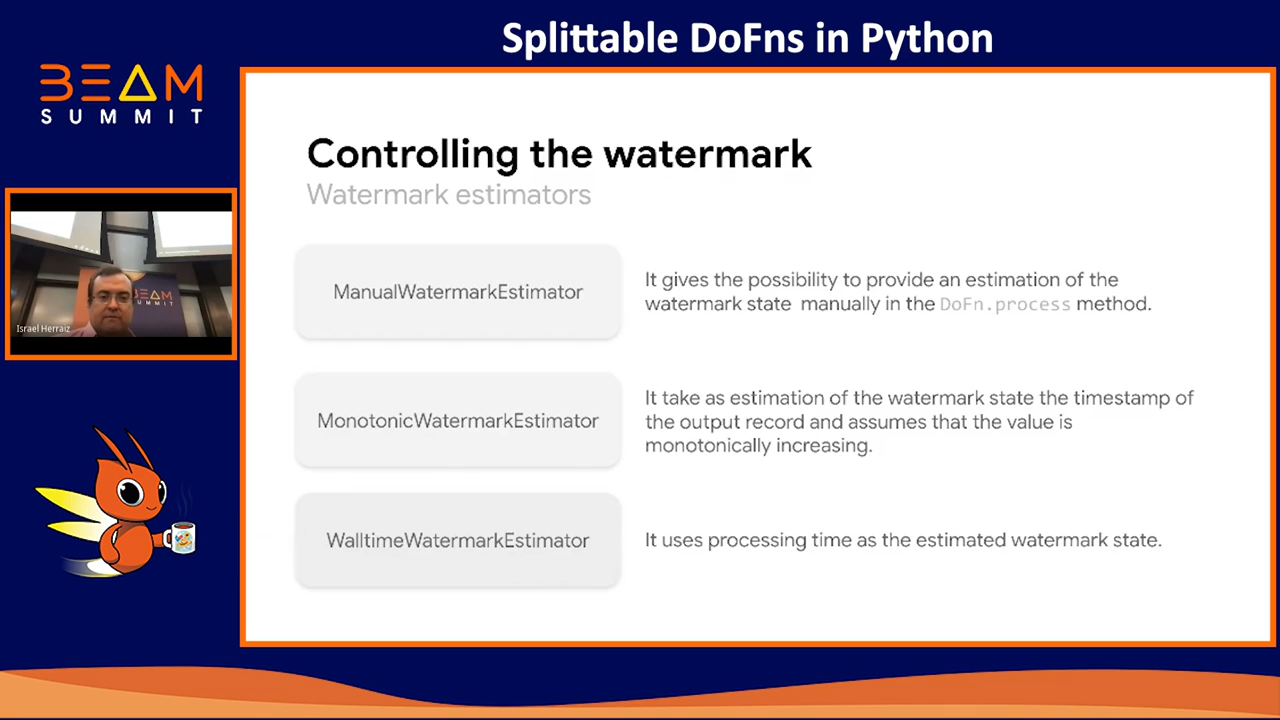 Splittable DoFns in Python
BEAM
SUMMIT
Controlling the watermark
Watermark estimators
ManualWatermarkEstimator
It gives the possibility to provide an estimation of the
watermark state manually in the DoFn.process method.
MonotonicWatermarkEstimator
It take as estimation of the watermark state the timestamp of
the output record and assumes that the value is
monotonically increasing.
WalltimeWatermarkEstimator
It uses processing time as the estimated watermark state.
BEAM
SUMMIT
Israel Herraiz